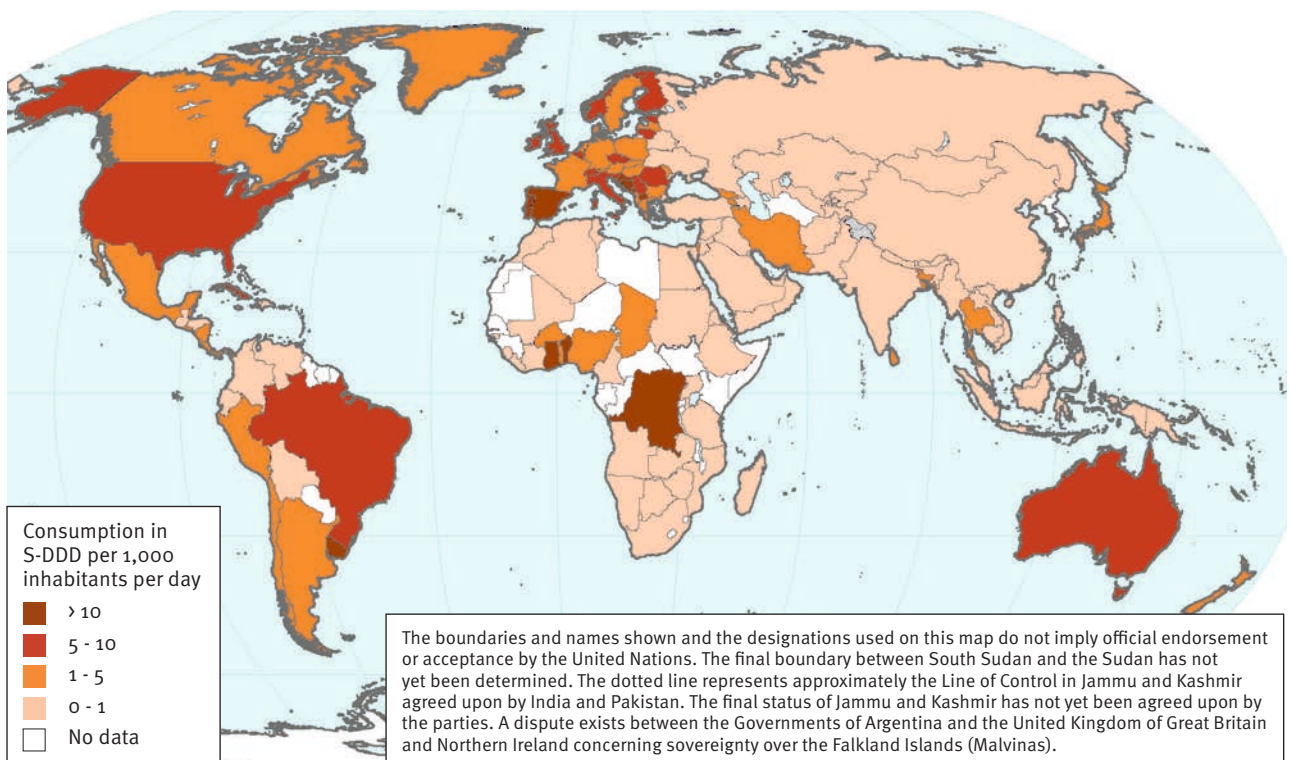 Consumption in
S-DDD per 1,000
inhabitants per day
> 10
5 - 10
1 - 5
0 - 1
No data
The boundaries and names shown and the designations used on this map do not imply official endorsement
or acceptance by the United Nations. The final boundary between South Sudan and the Sudan has not
yet been determined. The dotted line represents approximately the Line of Control in Jammu and Kashmir
agreed upon by India and Pakistan. The final status of Jammu and Kashmir has not yet been agreed upon by
the parties. A dispute exists between the Governments of Argentina and the United Kingdom of Great Britain
and Northern Ireland concerning sovereignty over the Falkland Islands (Malvinas).